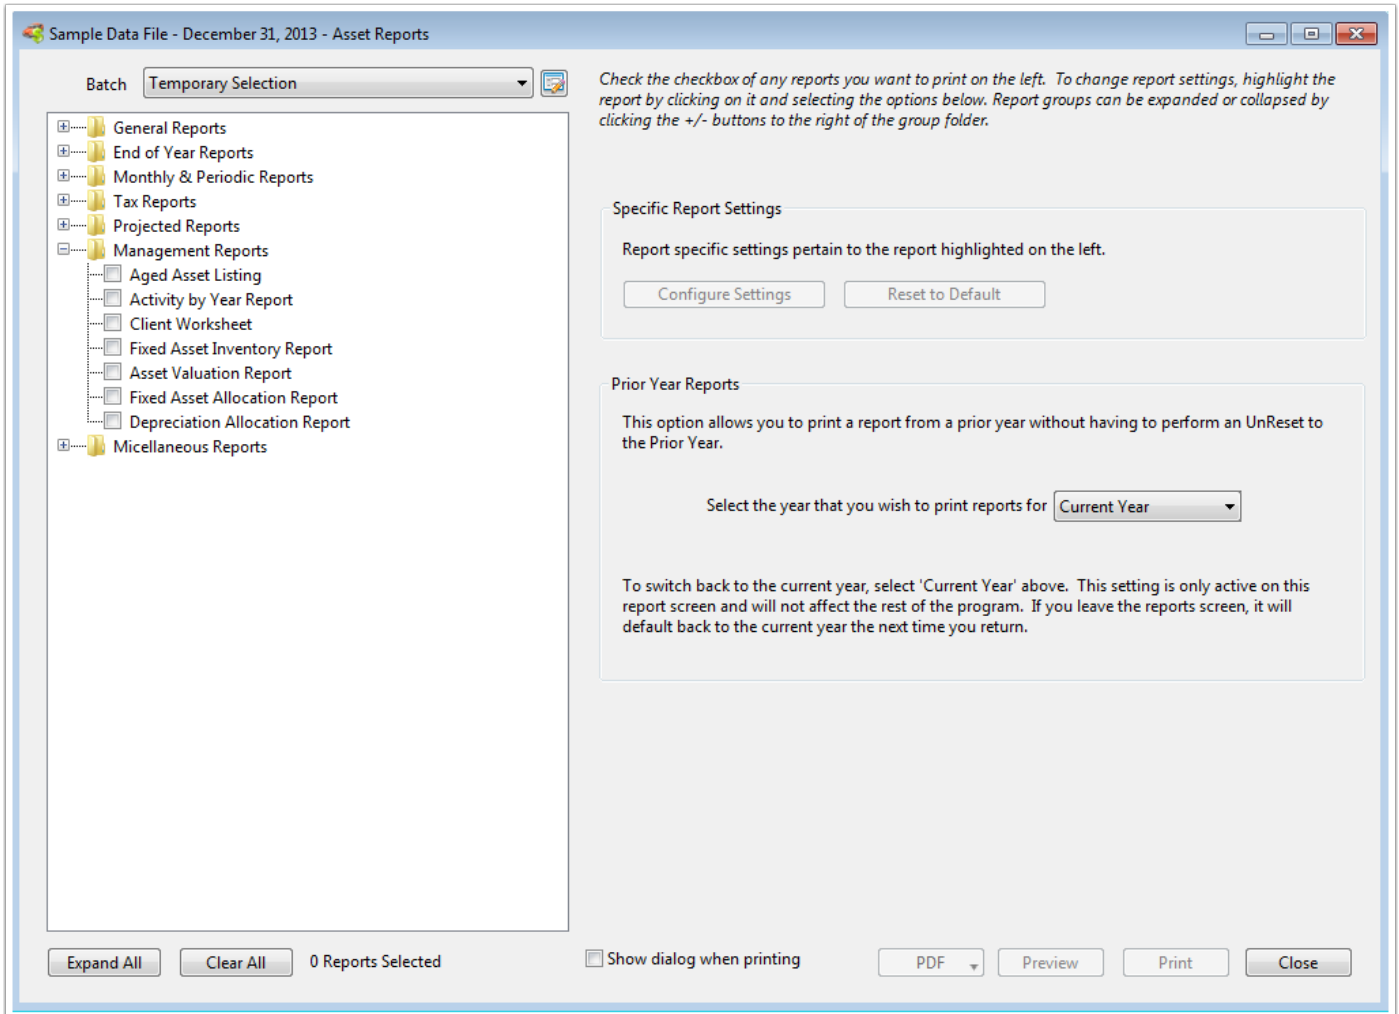 Sample Data File - December 31, 2013 - Asset Reports
Batch
Temporary Selection
General Reports
End of Year Reports
Monthly & Periodic Reports
Tax Reports
Projected Reports
Management Reports
Aged Asset Listing
Activity by Year Report
Client Worksheet
Fixed Asset Inventory Report
Asset Valuation Report
Fixed Asset Allocation Report
Depreciation Allocation Report
Micellaneous Reports
Check the checkbox of any reports you want to print on the left.  To change report settings, highlight the
report by clicking on it and selecting the options below. Report groups can be expanded or collapsed by
clicking the +/- buttons to the right of the group folder.
Specific Report Settings
Report specific settings pertain to the report highlighted on the left.
Configure Settings
Reset to Default
Prior Year Reports
This option allows you to print a report from a prior year without having to perform an UnReset to
the Prior Year.
Select the year that you wish to print reports for
Current Year
To switch back to the current year, select 'Current Year' above.  This setting is only active on this
report screen and will not affect the rest of the program.  If you leave the reports screen, it will
default back to the current year the next time you return.
Expand All
Clear All
0 Reports Selected
Show dialog when printing
PDF
Preview
Print
Close